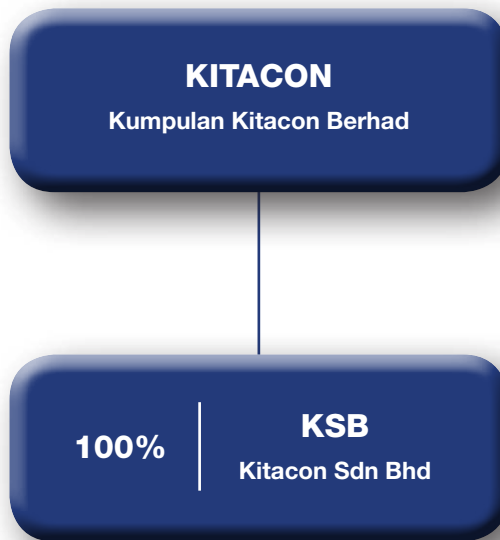 KITACON
Kumpulan Kitacon Berhad
100%
KSB
Kitacon Sdn Bhd